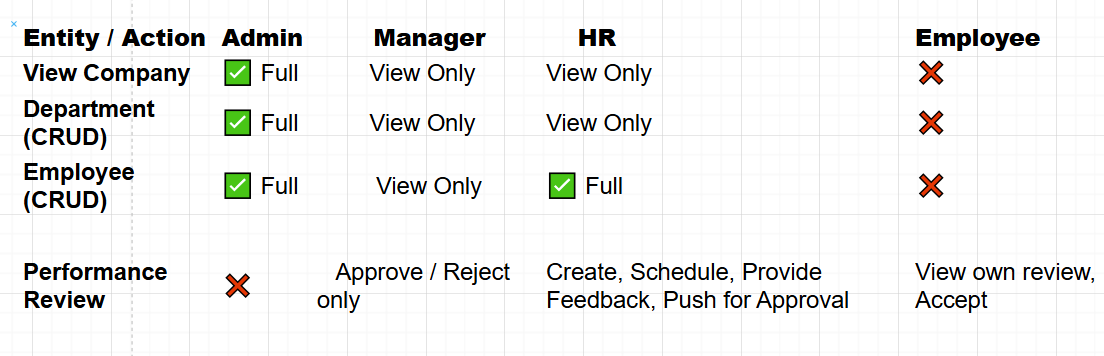 Entity / Action Admin Manager HR Employee
View Company ✅ Full View Only View Only ❌
Department (CRUD) ✅ Full View Only View Only ❌
Employee (CRUD) ✅ Full View Only ✅ Full ❌
Performance Review ❌ Approve / Reject only Create, Schedule, Provide Feedback, Push for Approval View own review, Accept